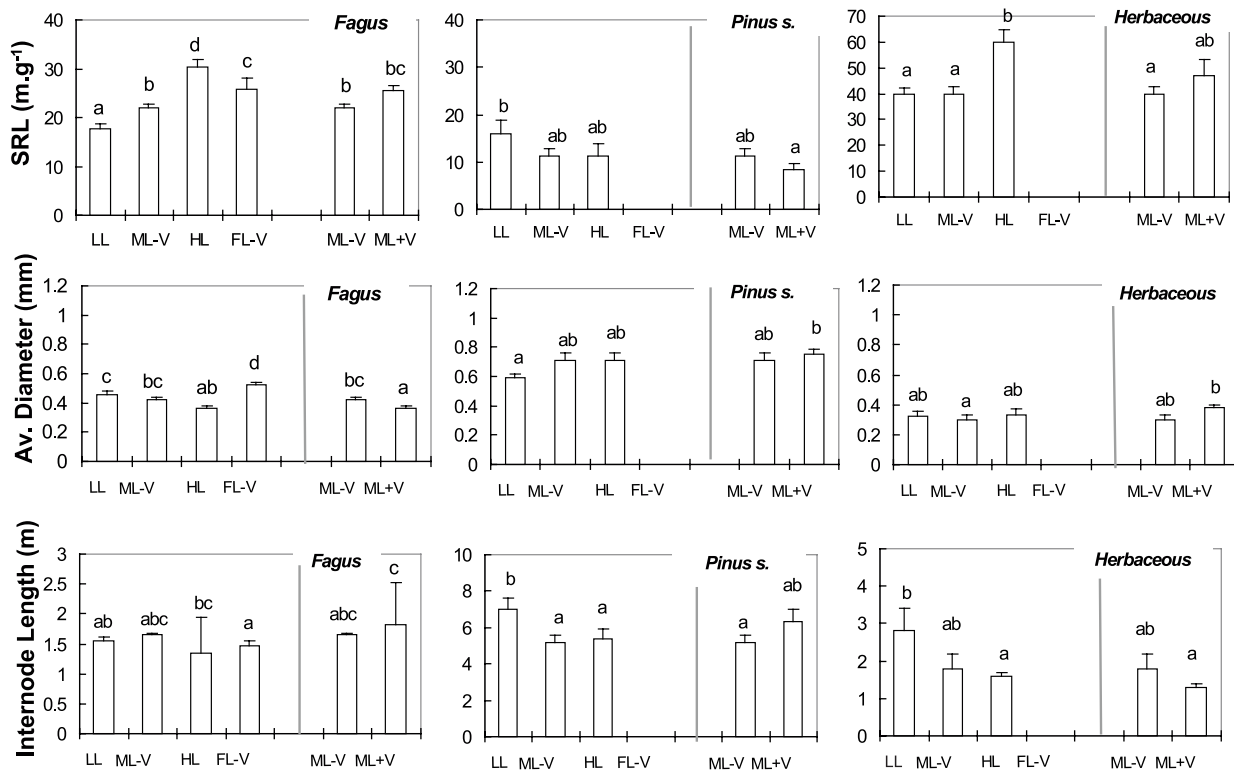 SRL (m.g-1)
Fagus
40
30
20
10
0
a
b
d
c
b
bc
LL ML-V HL FL-V ML-V ML+V
Pinus s.
40
30
20
10
0
b
ab
ab
ab
a
LL ML-V HL FL-V ML-V ML+V
Herbaceous
70
60
50
40
30
20
10
0
a
a
b
a
ab
LL ML-V HL FL-V ML-V ML+V
Av. Diameter (mm)
Fagus
1.2
1
0.8
0.6
0.4
0.2
0
c
bc
ab
d
bc
a
LL ML-V HL FL-V ML-V ML+V
Pinus s.
1.2
1
0.8
0.6
0.4
0.2
0
a
ab
ab
ab
b
LL ML-V HL FL-V ML-V ML+V
Herbaceous
1.2
1
0.8
0.6
0.4
0.2
0
ab
a
ab
ab
b
LL ML-V HL FL-V ML-V ML+V
Internode Length (m)
Fagus
3
2.5
2
1.5
1
0.5
0
ab
abc
bc
a
abc
c
LL ML-V HL FL-V ML-V ML+V
Pinus s.
10
8
6
4
2
0
b
a
a
a
ab
LL ML-V HL FL-V ML-V ML+V
Herbaceous
5
4
3
2
1
0
b
ab
a
ab
a
LL ML-V HL FL-V ML-V ML+V